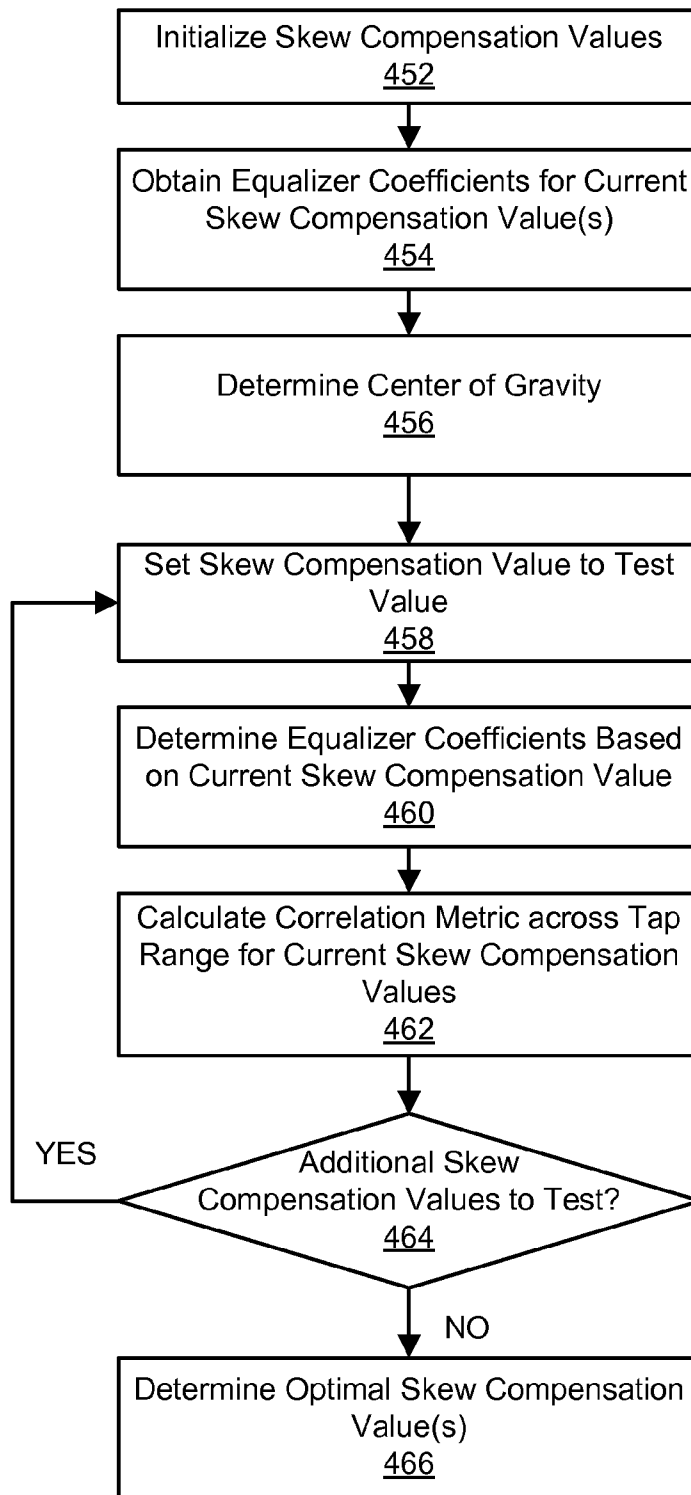 Initialize Skew Compensation Values
452
Obtain Equalizer Coefficients for Current
Skew Compensation Value(s)
454
Determine Center of Gravity
456
Set Skew Compensation Value to Test
Value
458
Determine Equalizer Coefficients Based
on Current Skew Compensation Value
460
Calculate Correlation Metric across Tap
Range for Current Skew Compensation
Values
462
YES
Additional Skew
Compensation Values to Test?
464
NO
Determine Optimal Skew Compensation
Value(s)
466